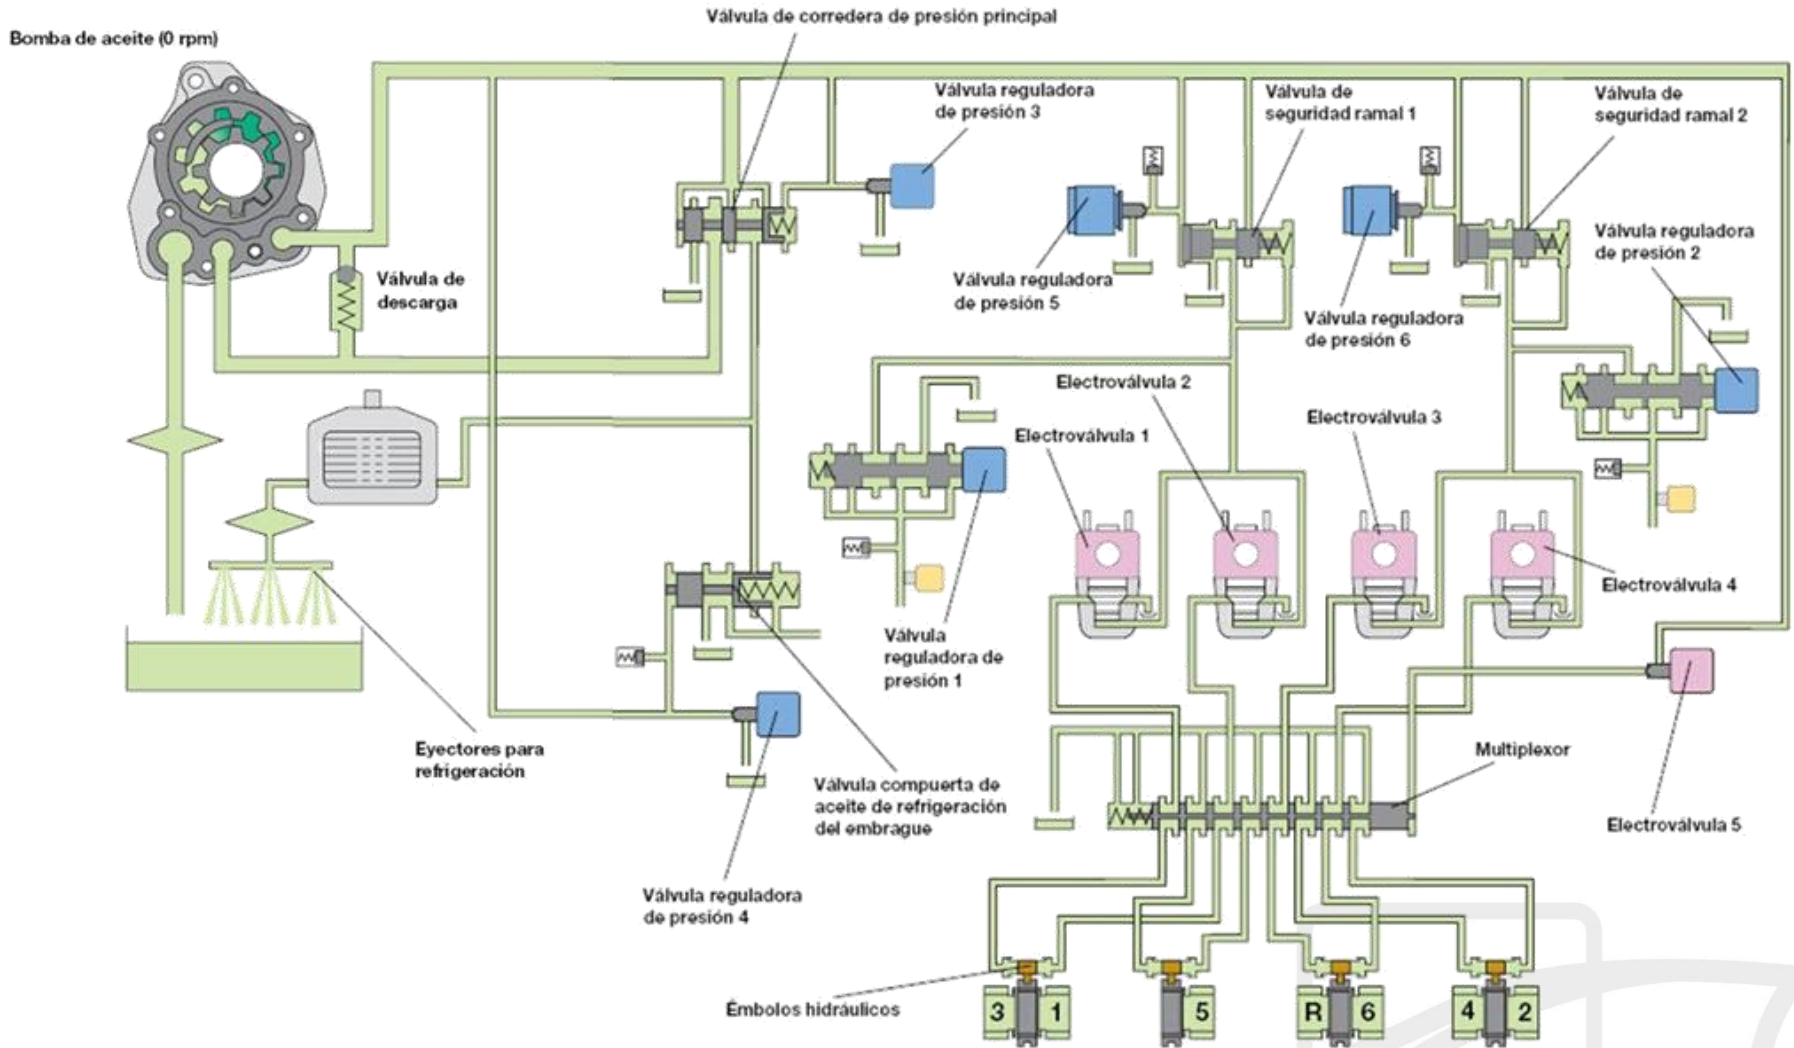 Válvula de corredera de presión principal
Bomba de aceite (0 rpm)
Válvula reguladora
de presión 3
Válvula de
seguridad ramal 1
Válvula de
seguridad ramal 2
Válvula de
descarga
Válvula reguladora
de presión 5
Válvula reguladora
de presión 6
Válvula reguladora
de presión 2
Electroválvula 2
Electroválvula 1
Electroválvula 3
Electroválvula 4
Válvula
reguladora de
presión 1
Eyectores para
refrigeración
Válvula compuerta de
aceite de refrigeración
del embrague
Multiplexor
Electroválvula 5
Válvula reguladora
de presión 4
Émbolos hidráulicos
3 1
5
R 6
4 2